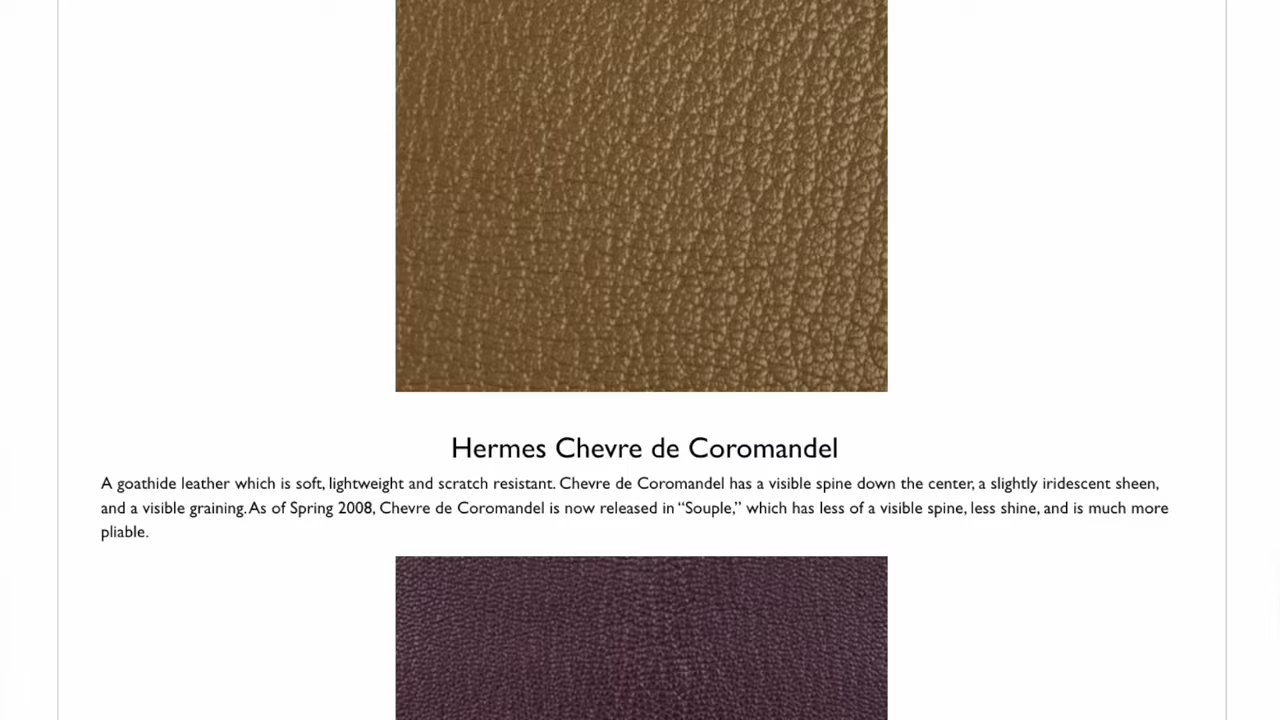 Hermes Chevre de Coromandel
A goathide leather which is soft, lightweight and scratch resistant. Chevre de Coromandel has a visible spine down the center, a slightly iridescent sheen,
and a visible graining. As of Spring 2008, Chevre de Coromandel is now released in “Souple,” which has less of a visible spine, less shine, and is much more
pliable.